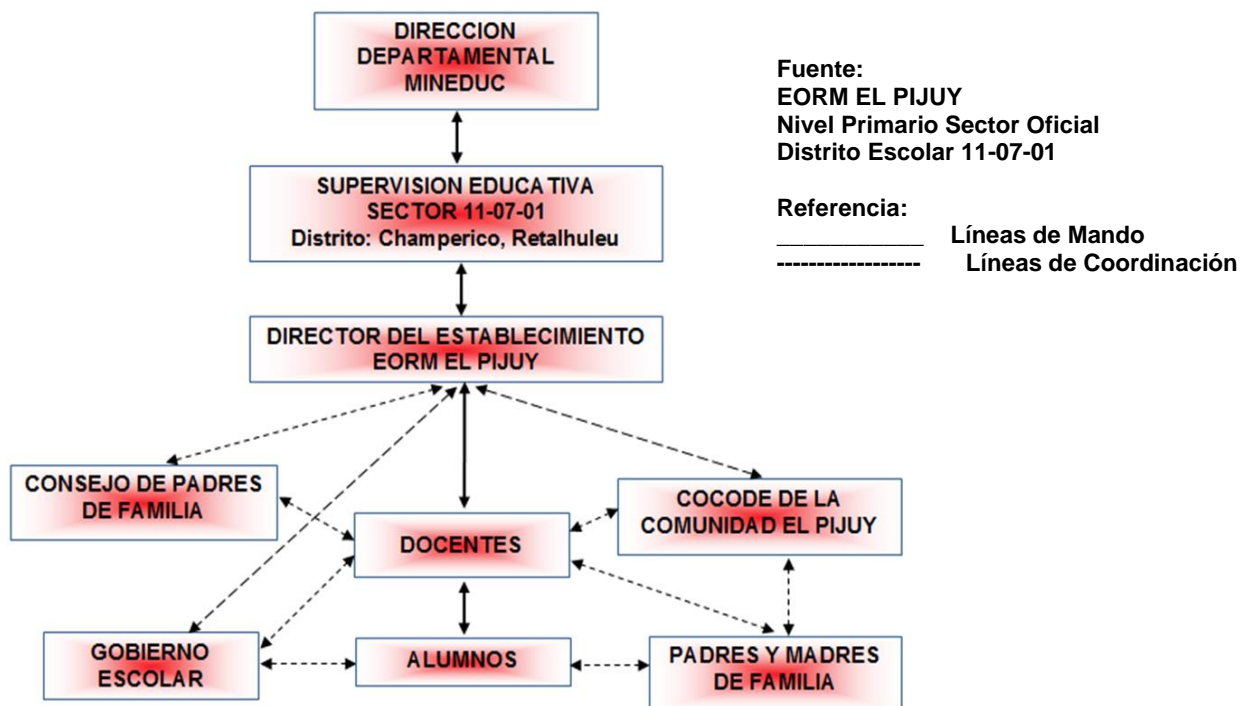 DIRECCION
DEPARTAMENTAL
MINEDUC
SUPERVISION EDUCATIVA
SECTOR 11-07-01
Distrito: Champerico, Retalhuleu
DIRECTOR DEL ESTABLECIMIENTO
EORM EL PIJUY
CONSEJO DE PADRES
DE FAMILIA
COCODE DE LA
COMUNIDAD EL PIJUY
DOCENTES
GOBIERNO
ESCOLAR
ALUMNOS
PADRES Y MADRES
DE FAMILIA
Fuente:
EORM EL PIJUY
Nivel Primario Sector Oficial
Distrito Escolar 11-07-01
Referencia:
___________ Líneas de Mando
------------------ Líneas de Coordinación